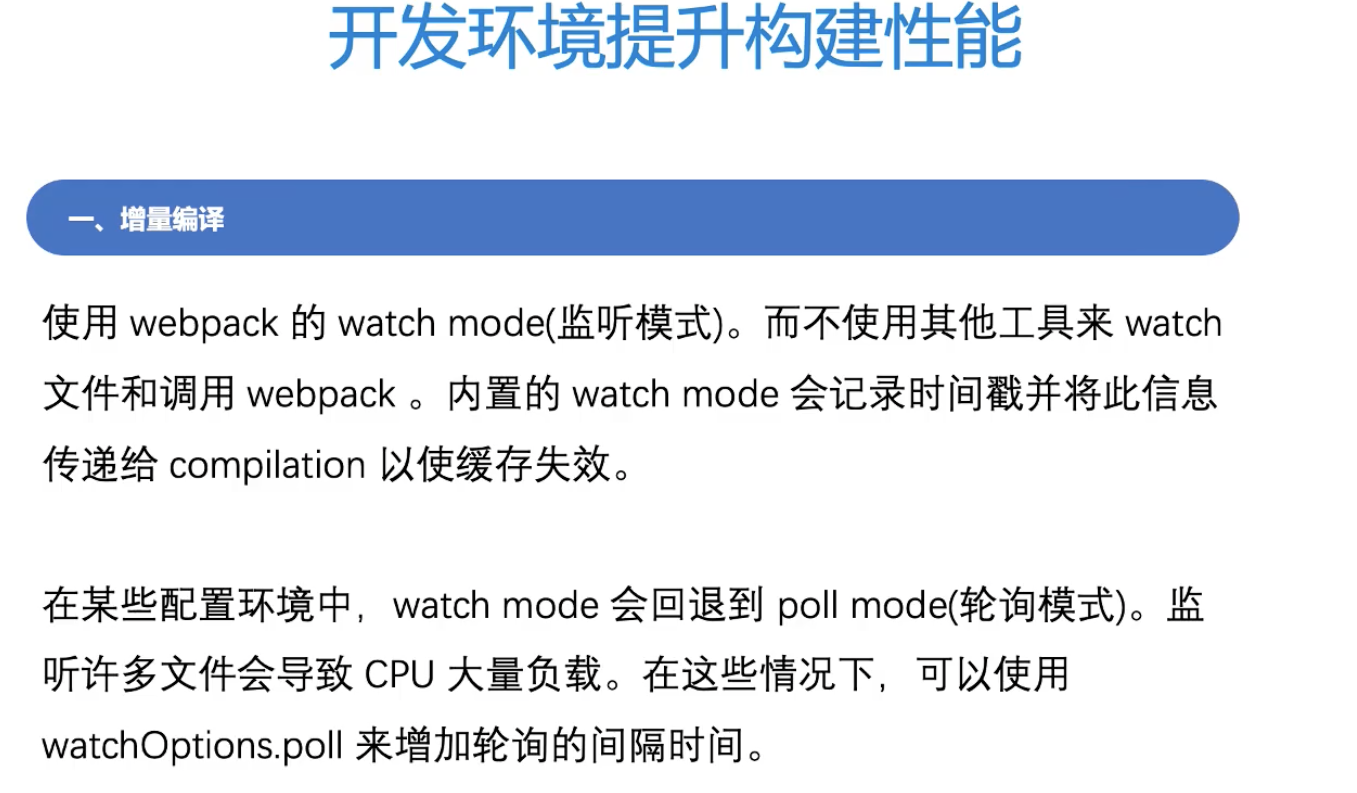 开发环境提升构建性能
一、增量编译
使用 webpack 的 watch mode(监听模式)。而不使用其他工具来 watch
文件和调用 webpack 。内置的 watch mode 会记录时间戳并将此信息
传递给 compilation 以使缓存失效。
在某些配置环境中，watch mode 会回退到 poll mode(轮询模式)。监
听许多文件会导致 CPU 大量负载。在这些情况下，可以使用
watchOptions.poll 来增加轮询的间隔时间。